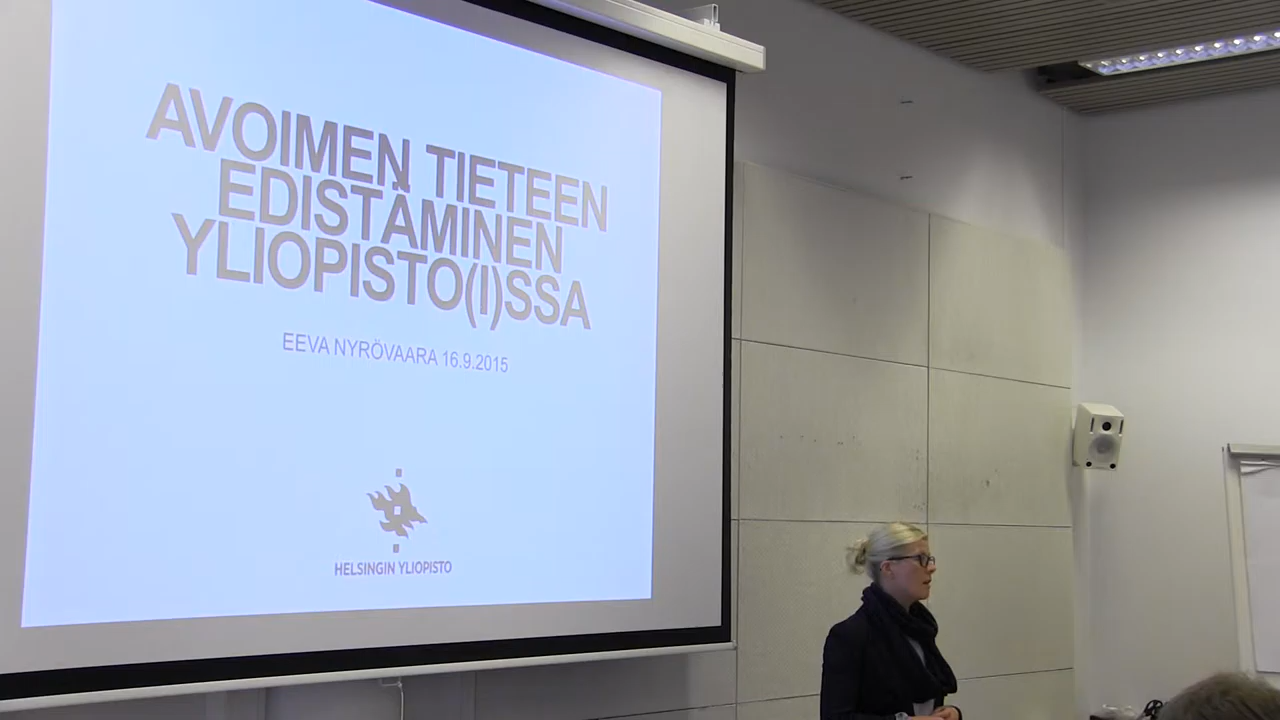 AVOIMEN TIETEEN
EDISTÄMINEN
YLIOPISTO(I)SSA
EEVA NYRÖVAARA 16.9.2015
HELSINGIN YLIOPISTO